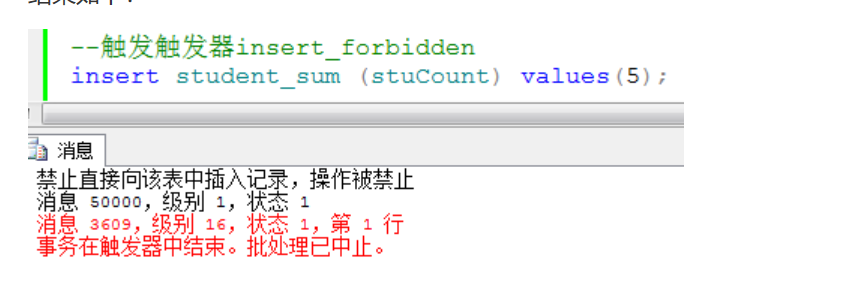 --触发触发器insert_forbidden
insert student_sum (stuCount) values(5);
消息
禁止直接向该表中插入记录，操作被禁止
消息 50000，级别 1，状态 1
消息 3609，级别 16，状态 1，第 1 行
事务在触发器中结束。批处理已中止。